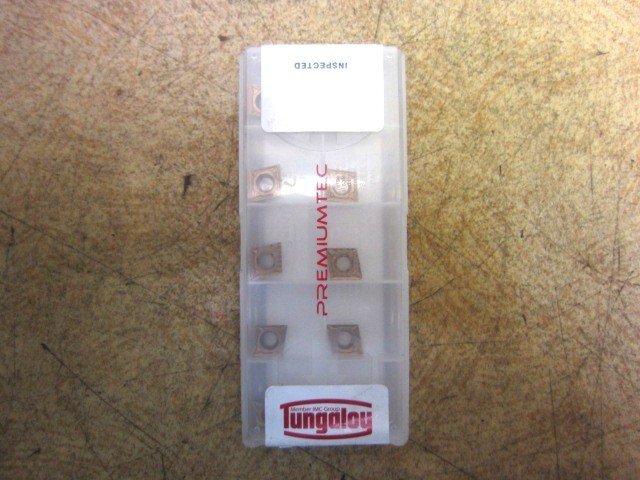 INSPECTED
PREMIUMTEC
Member IMC Group
Tungaloy